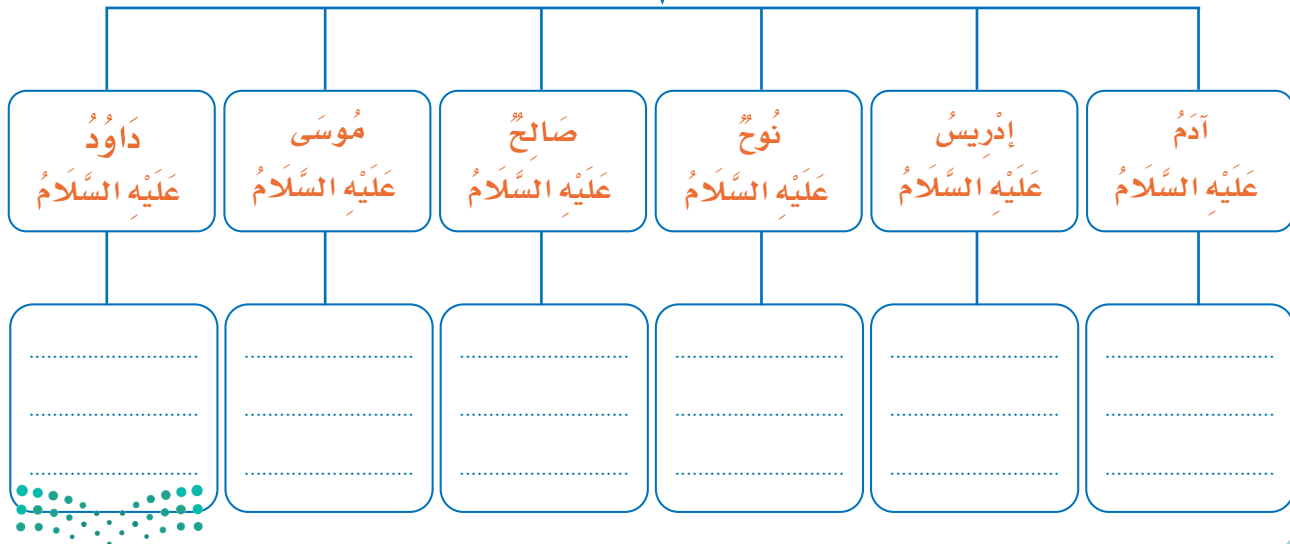 آدَمُ
عَلَيْهِ السَّلَامُ
إِدْرِيسُ
عَلَيْهِ السَّلَامُ
نُوحٌ
عَلَيْهِ السَّلَامُ
صَالِحٌ
عَلَيْهِ السَّلَامُ
مُوسَى
عَلَيْهِ السَّلَامُ
دَاوُدُ
عَلَيْهِ السَّلَامُ